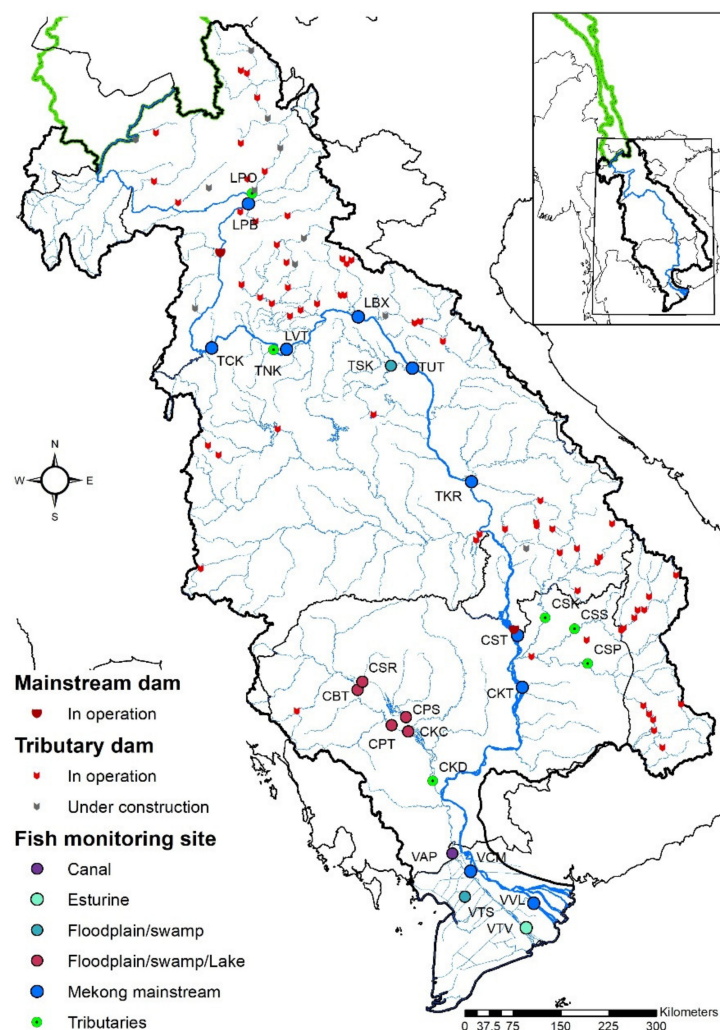 LPO
LPB
LBX
LVT
TCK
TNK
TSK
TUT
N
W
E
S
TKR
CSK
CSS
CST
CSP
CSR
CBT
CKT
CPS
CPT
CKC
CKD
VAP
VCM
VVL
VTS
VTV
Mainstream dam
In operation
Tributary dam
In operation
Under construction
Fish monitoring site
Canal
Esturine
Floodplain/swamp
Floodplain/swamp/Lake
Mekong mainstream
Tributaries
0 37.5 75 150 225 300
Kilometers